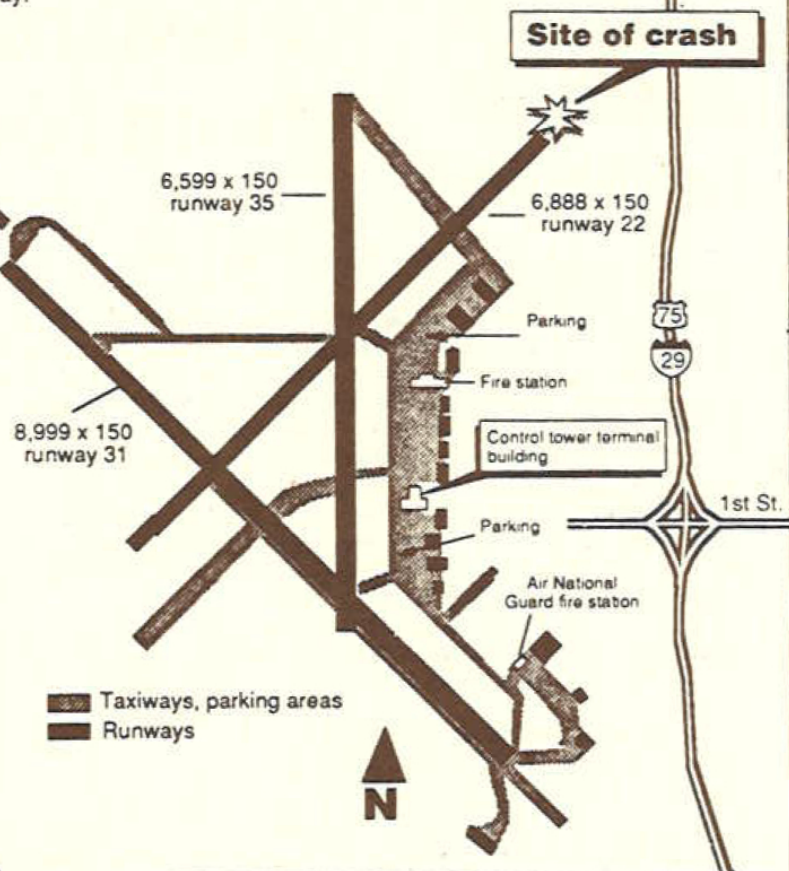 ay.
Site of crash
6,599 x 150
runway 35
6,888 x 150
runway 22
Parking
75
29
Fire station
8,999 x 150
runway 31
Control tower terminal
building
1st St.
Parking
Air National
Guard fire station
Taxiways, parking areas
Runways
N